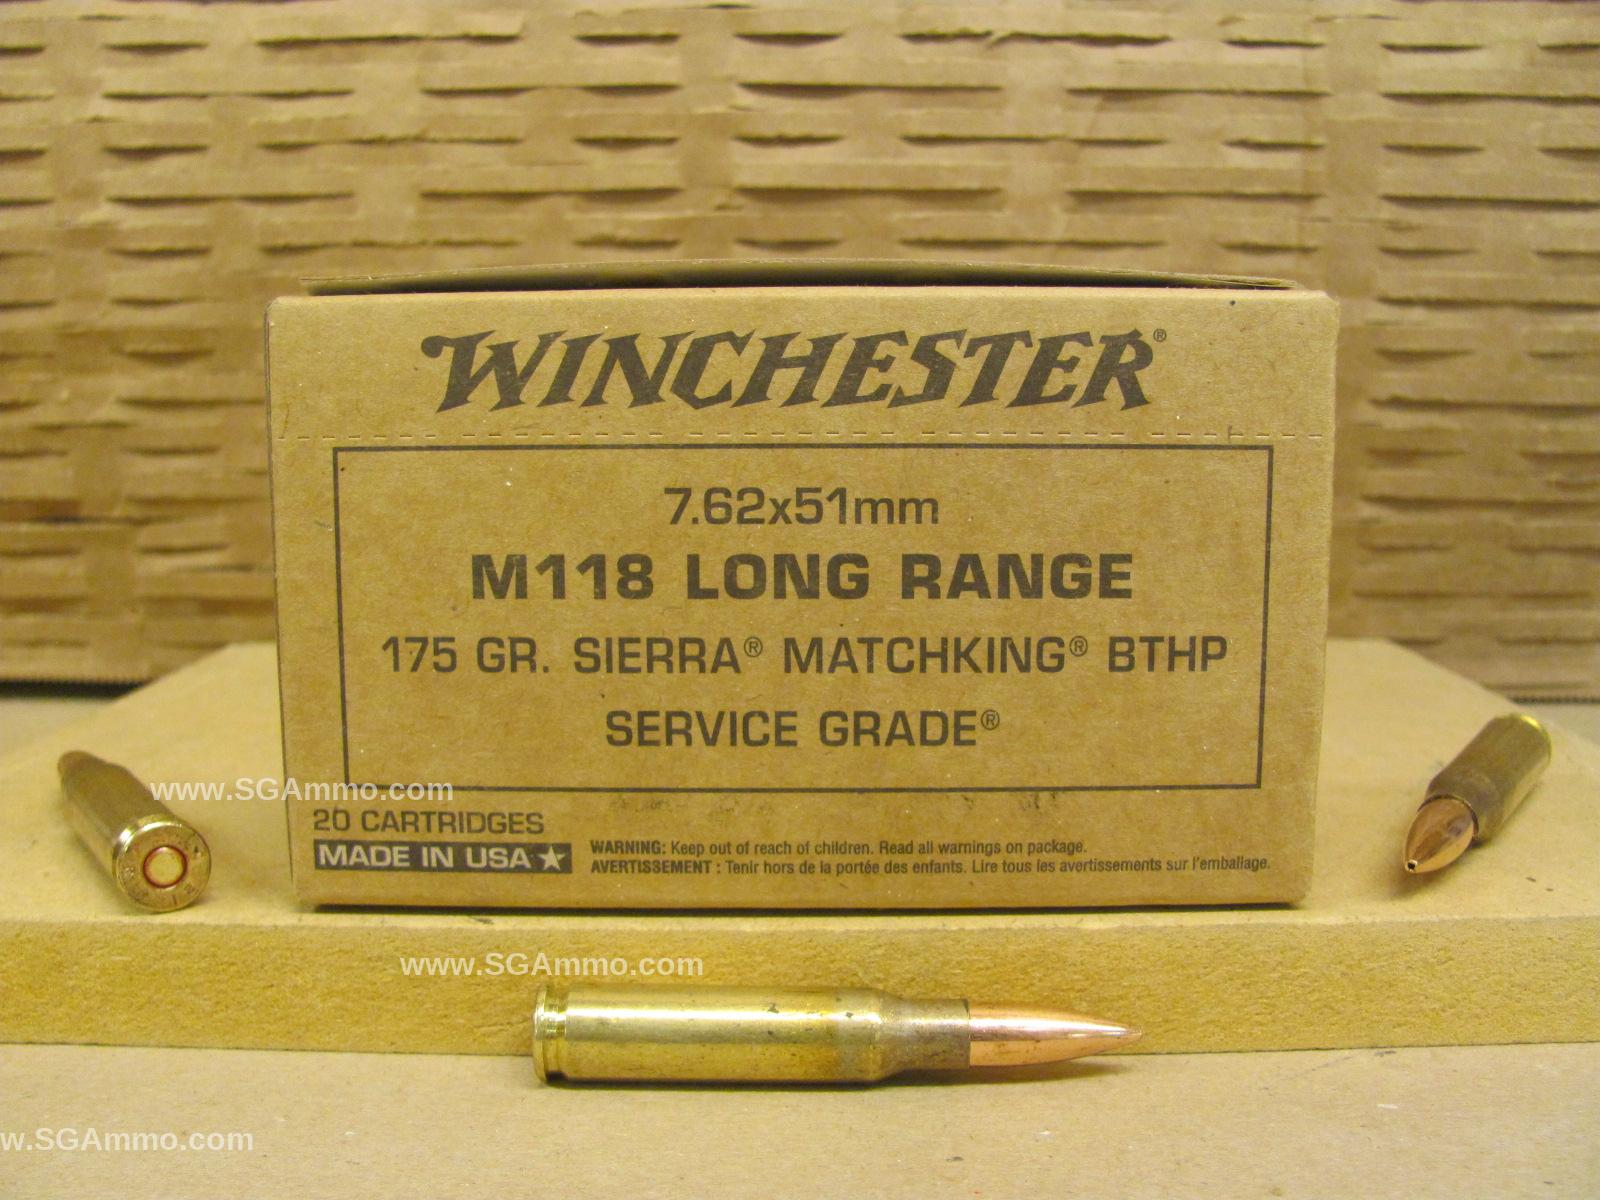 WINCHESTER®
7.62x51mm
M118 LONG RANGE
175 GR. SIERRA® MATCHKING® BTHP
SERVICE GRADE®
www.SGAmmo.com
20 CARTRIDGES
MADE IN USA ★
WARNING: Keep out of reach of children. Read all warnings on package.
AVERTISSEMENT : Tenir hors de la portée des enfants. Lire tous les avertissements sur l'emballage.
www.SGAmmo.com
w.SGAmmo.com